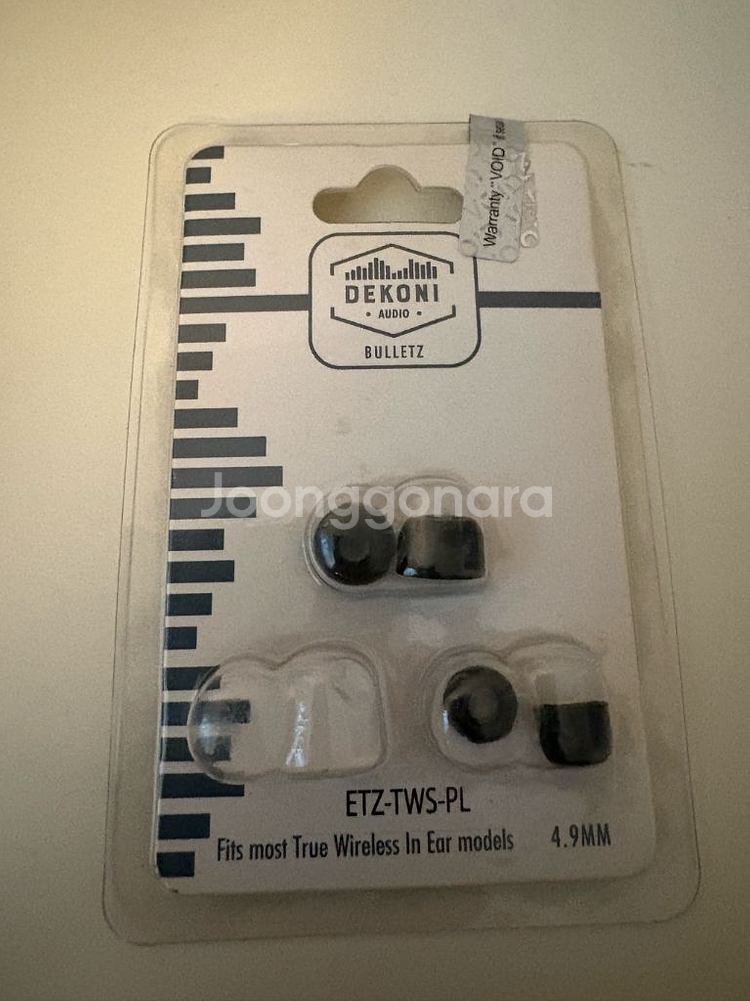 Warranty "VOID" if
DEKONI
• AUDIO •
BULLETZ
Joonggonara
ETZ-TWS-PL
Fits most True Wireless In Ear models 4.9MM